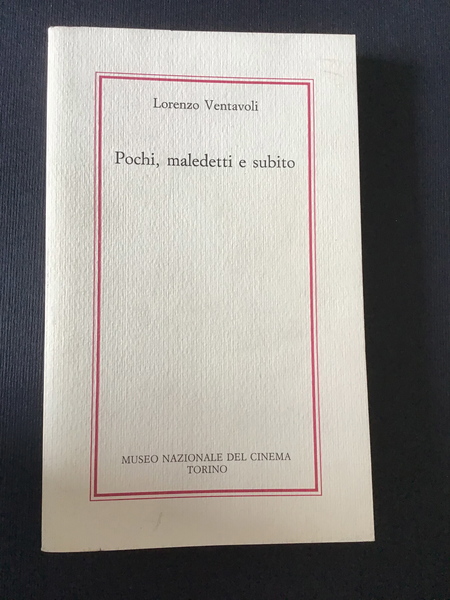 Lorenzo Ventavoli
Pochi, maledetti e subito
MUSEO NAZIONALE DEL CINEMA
TORINO